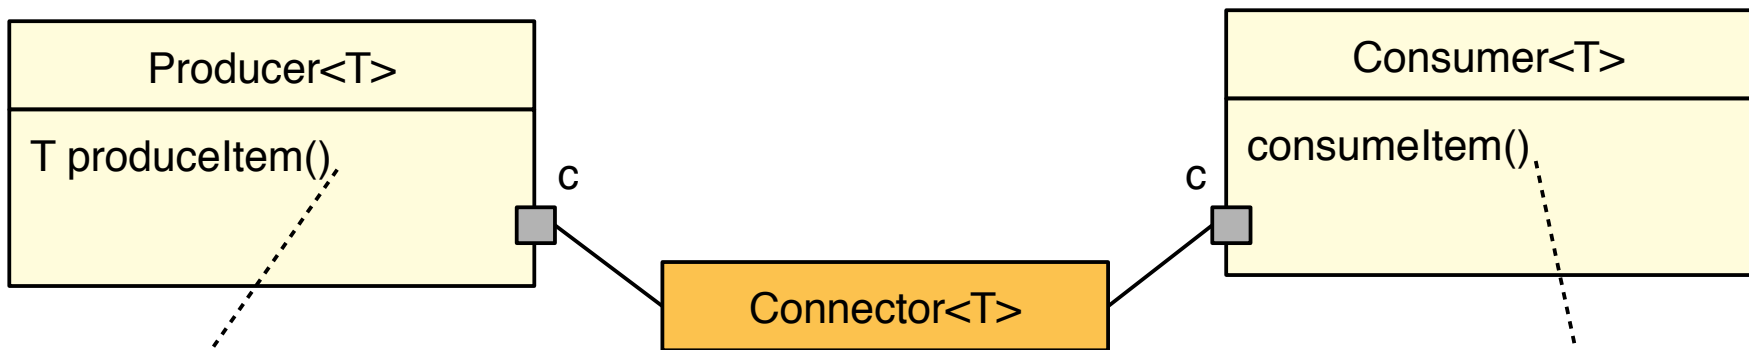 Producer<T>
T produceItem()
c
Consumer<T>
consumeItem()
c
Connector<T>